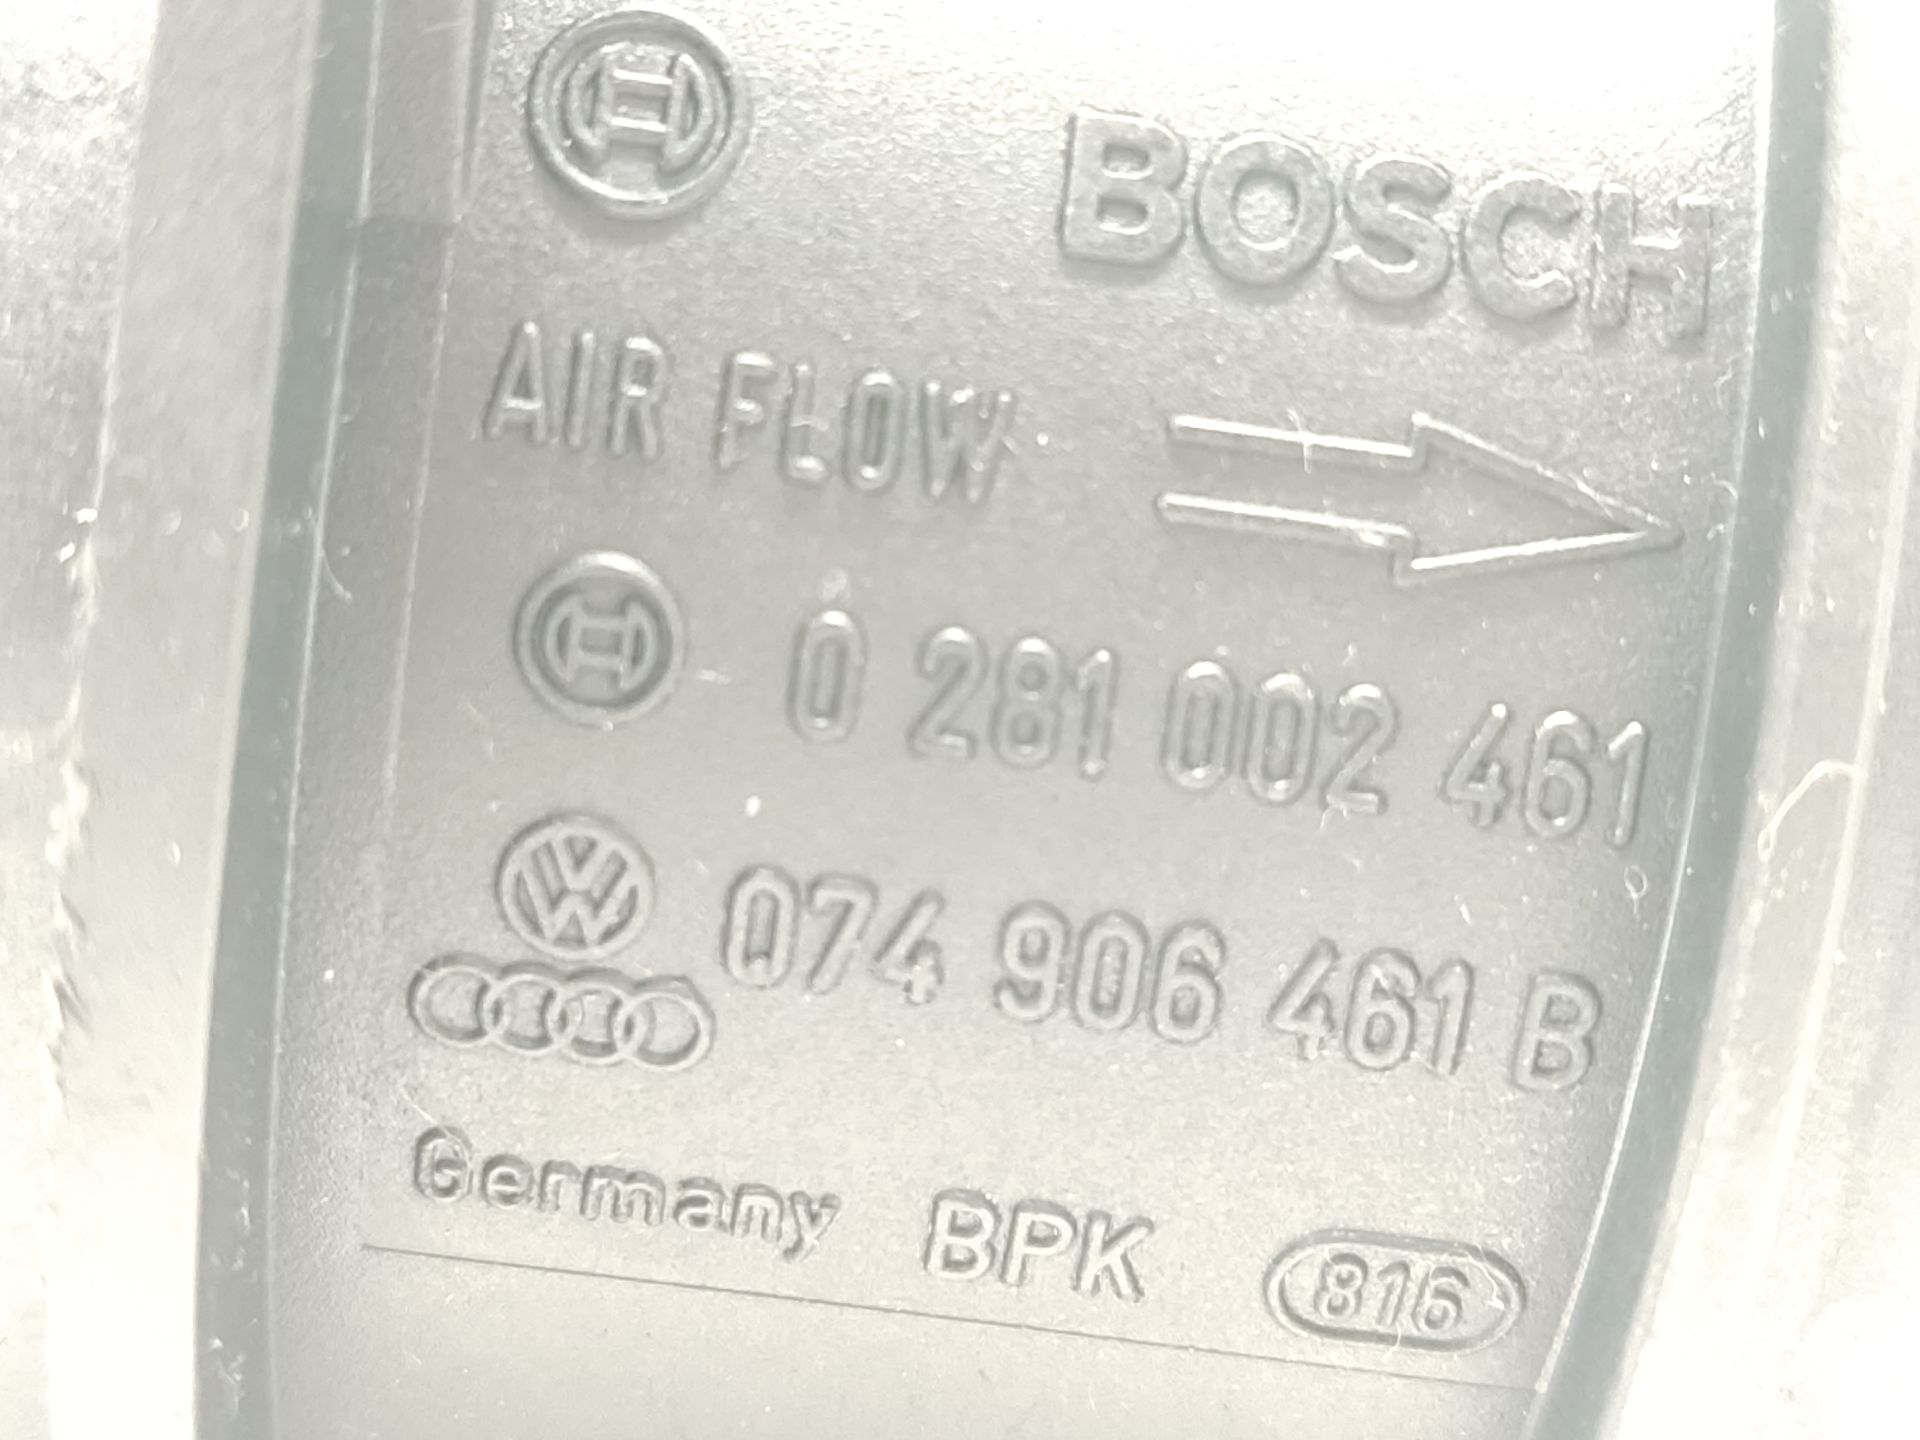 BOSCH
AIR FLOW
0 281 002 461
074 906 461 B
Germany BPK 816